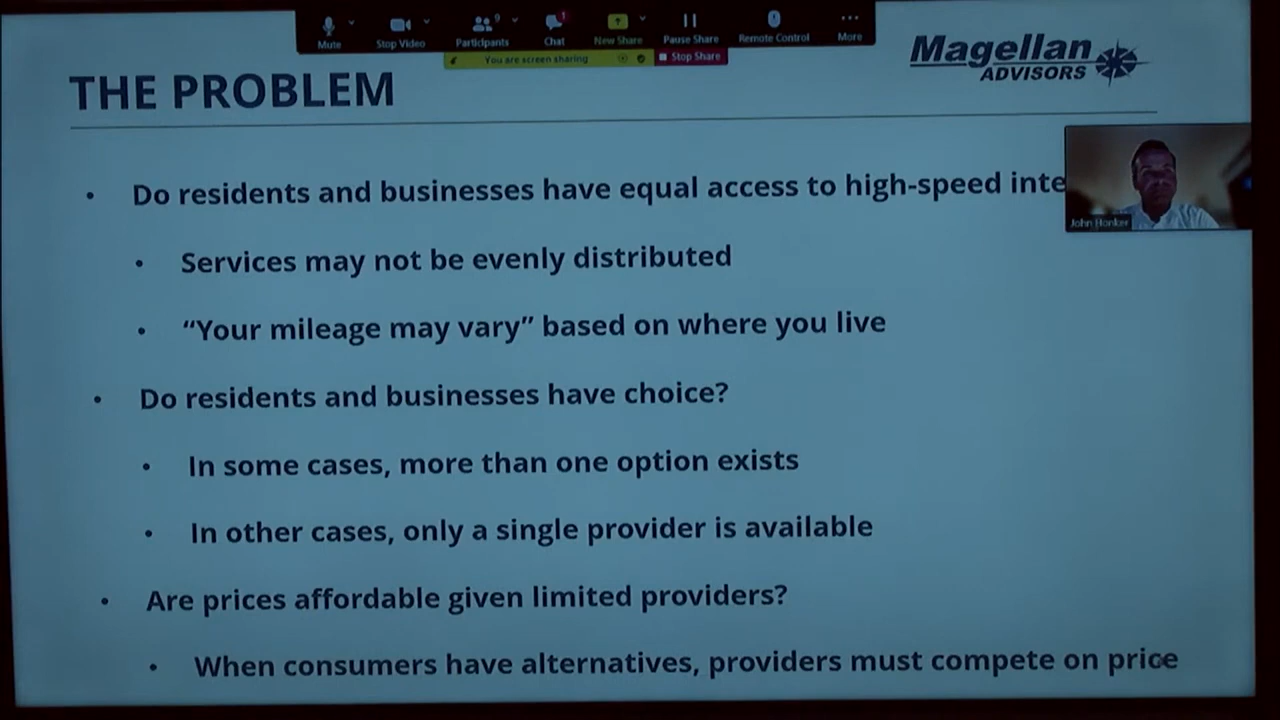 Mute
Stop Video
Participants
9
Chat
1
New Share
Pause Share
Remote Control
More
You are screen sharing
Stop Share
Magellan
ADVISORS
THE PROBLEM
• Do residents and businesses have equal access to high-speed inte
John Honker
• Services may not be evenly distributed
• “Your mileage may vary” based on where you live
• Do residents and businesses have choice?
• In some cases, more than one option exists
• In other cases, only a single provider is available
• Are prices affordable given limited providers?
• When consumers have alternatives, providers must compete on price